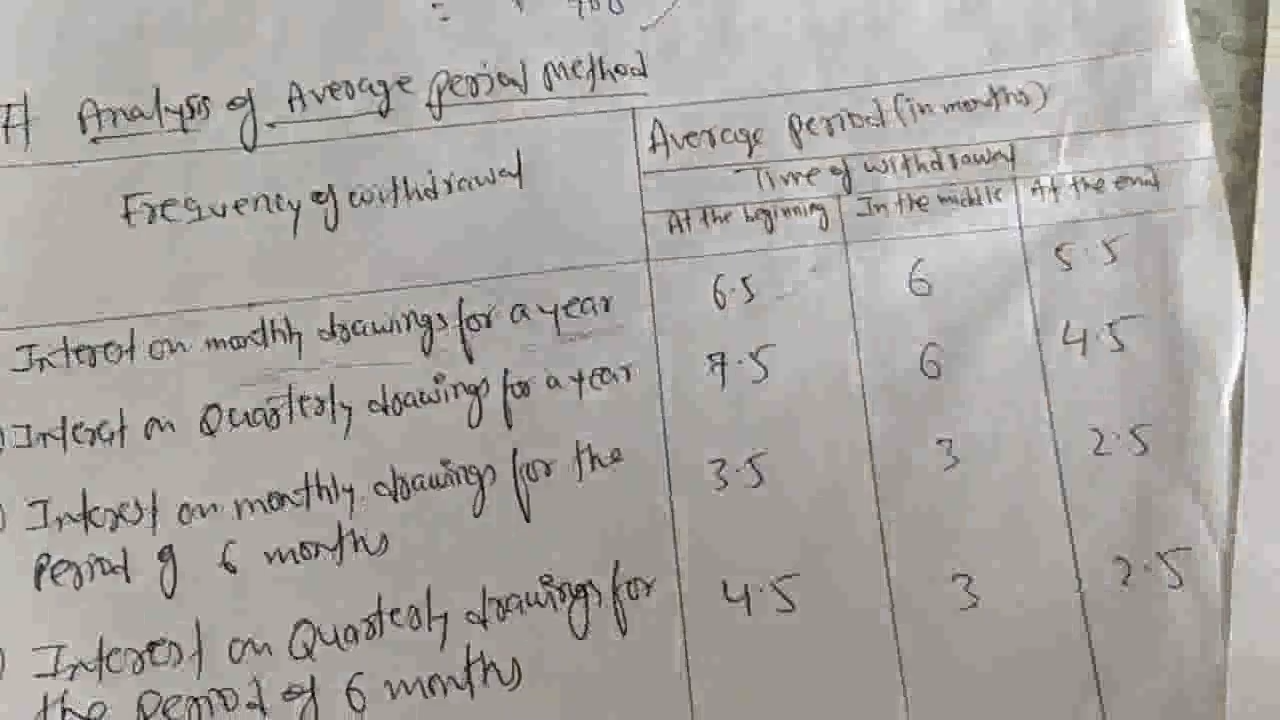 = 700
7) Analysis of Average period Method
Frequency of withdrawal
Average period (in months)
Time of withdrawal
At the beginning In the middle At the end
Interest on monthly drawings for a year 6.5 6 5.5
) Interest on Quarterly drawings for a year 7.5 6 4.5
) Interest on monthly drawings for the 3.5 3 2.5
Period of 6 months
) Interest on Quarterly drawings for 4.5 3 2.5
the Period of 6 months